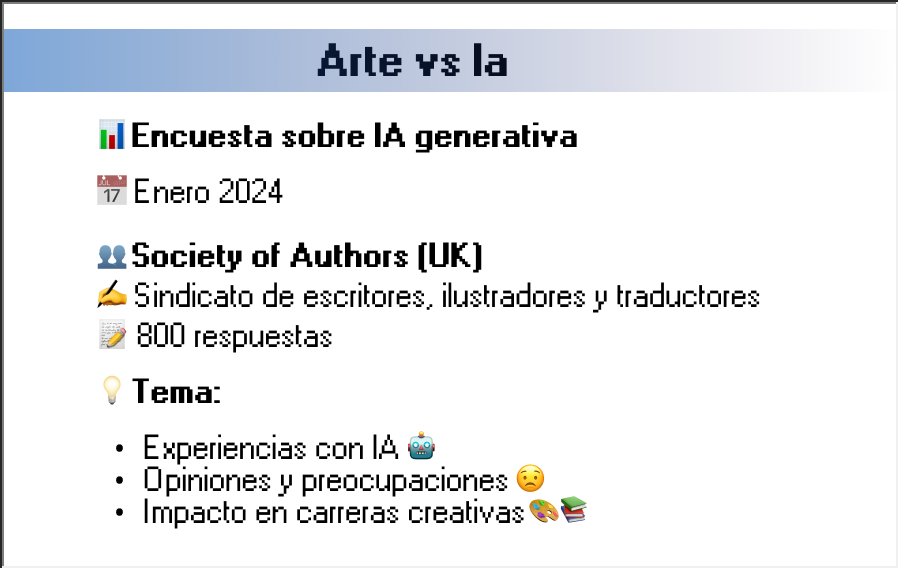 Arte vs Ia
Encuesta sobre IA generativa
Enero 2024
Society of Authors (UK)
Sindicato de escritores, ilustradores y traductores
800 respuestas
Tema:
• Experiencias con IA
• Opiniones y preocupaciones
• Impacto en carreras creativas